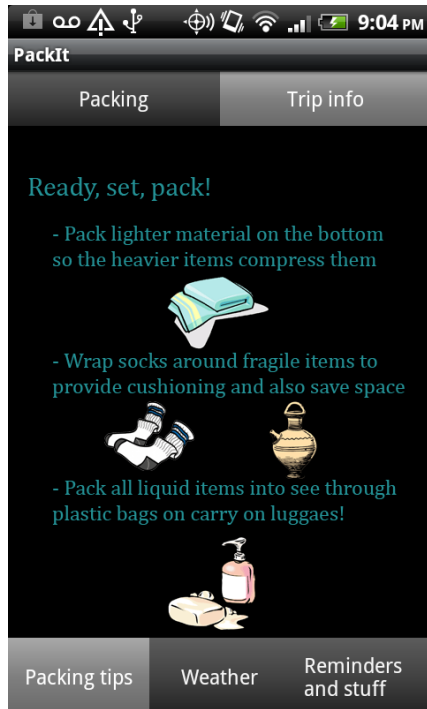 9:04 PM
PackIt
Packing
Trip info
Ready, set, pack!
- Pack lighter material on the bottom
so the heavier items compress them
- Wrap socks around fragile items to
provide cushioning and also save space
- Pack all liquid items into see through
plastic bags on carry on luggaes!
Packing tips
Weather
Reminders
and stuff